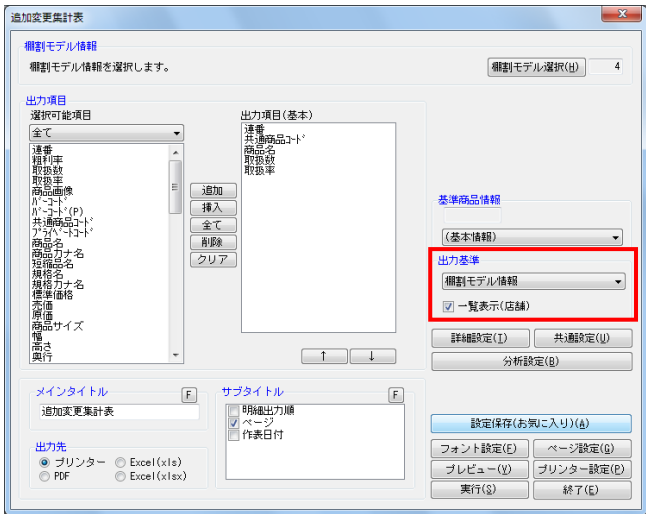 追加変更集計表
棚割モデル情報
棚割モデル情報を選択します。
棚割モデル選択(H)
4
出力項目
選択可能項目
全て
連番
粗利率
取扱数
取扱率
商品画像
バーコード
バーコード(P)
共通商品コード
プライベートコード
商品名
商品カナ名
短縮品名
規格名
規格カナ名
標準価格
売価
原価
商品サイズ
幅
高さ
奥行
追加
挿入
全て
削除
クリア
出力項目(基本)
連番
共通商品コード
商品名
取扱数
取扱率
↑
↓
基準商品情報
(基本情報)
出力基準
棚割モデル情報
一覧表示(店舗)
詳細設定(I)
共通設定(U)
分析設定(B)
メインタイトル
F
追加変更集計表
出力先
プリンター
Excel(xls)
PDF
Excel(xlsx)
サブタイトル
F
明細出力順
ページ
作表日付
設定保存(お気に入り)(A)
フォント設定(F)
ページ設定(G)
プレビュー(V)
プリンター設定(P)
実行(S)
終了(E)